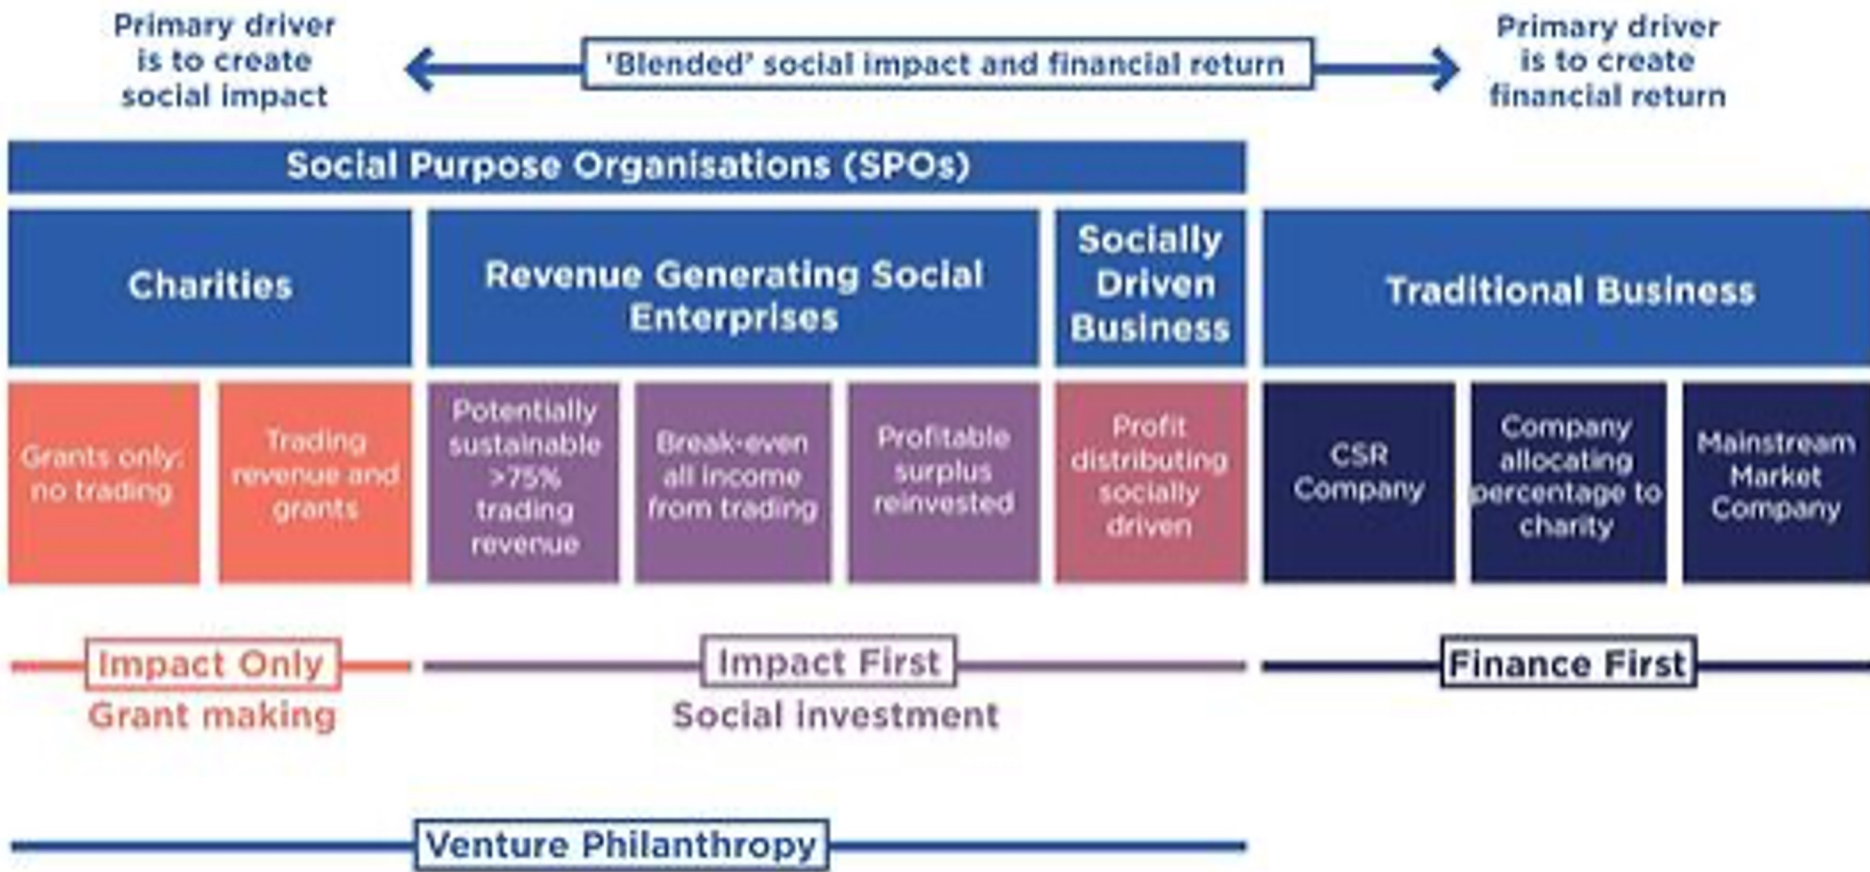 Primary driver
is to create
social impact
'Blended' social impact and financial return
Primary driver
is to create
financial return
Social Purpose Organisations (SPOs)
Charities
Revenue Generating Social
Enterprises
Socially
Driven
Business
Traditional Business
Grants only:
no trading
Trading
revenue and
grants
Potentially
sustainable
>75%
trading
revenue
Break-even
all income
from trading
Profitable
surplus
reinvested
Profit
distributing
socially
driven
CSR
Company
Company
allocating
percentage to
charity
Mainstream
Market
Company
Impact Only
Grant making
Impact First
Social investment
Finance First
Venture Philanthropy